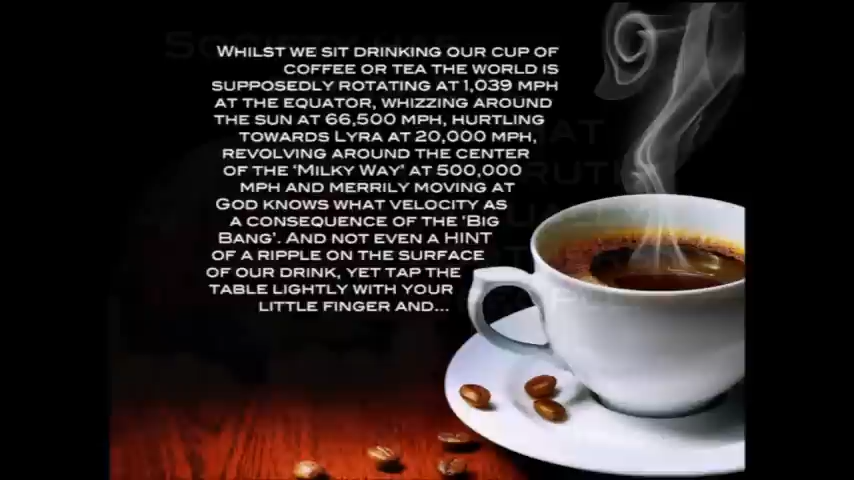 WHILST WE SIT DRINKING OUR CUP OF
COFFEE OR TEA THE WORLD IS
SUPPOSEDLY ROTATING AT 1,039 MPH
AT THE EQUATOR, WHIZZING AROUND
THE SUN AT 66,500 MPH, HURTLING
TOWARDS LYRA AT 20,000 MPH,
REVOLVING AROUND THE CENTER
OF THE 'MILKY WAY' AT 500,000
MPH AND MERRILY MOVING AT
GOD KNOWS WHAT VELOCITY AS
A CONSEQUENCE OF THE 'BIG
BANG'. AND NOT EVEN A HINT
OF A RIPPLE ON THE SURFACE
OF OUR DRINK, YET TAP THE
TABLE LIGHTLY WITH YOUR
LITTLE FINGER AND...